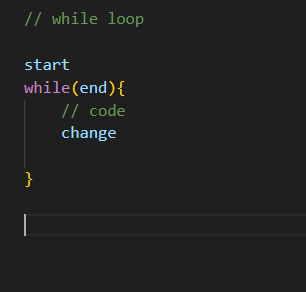 // while loop
start
while(end){
// code
change
}